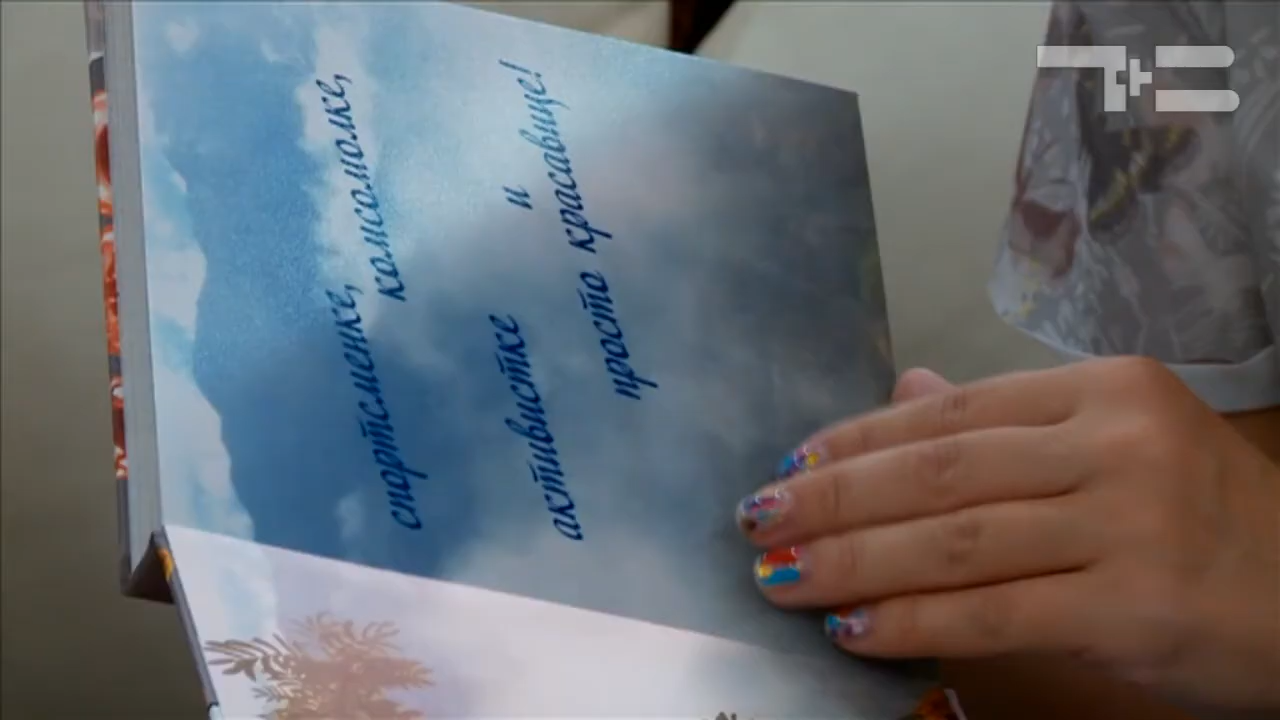 спортсменке,
комсомолке,
активистке и
просто красавице!